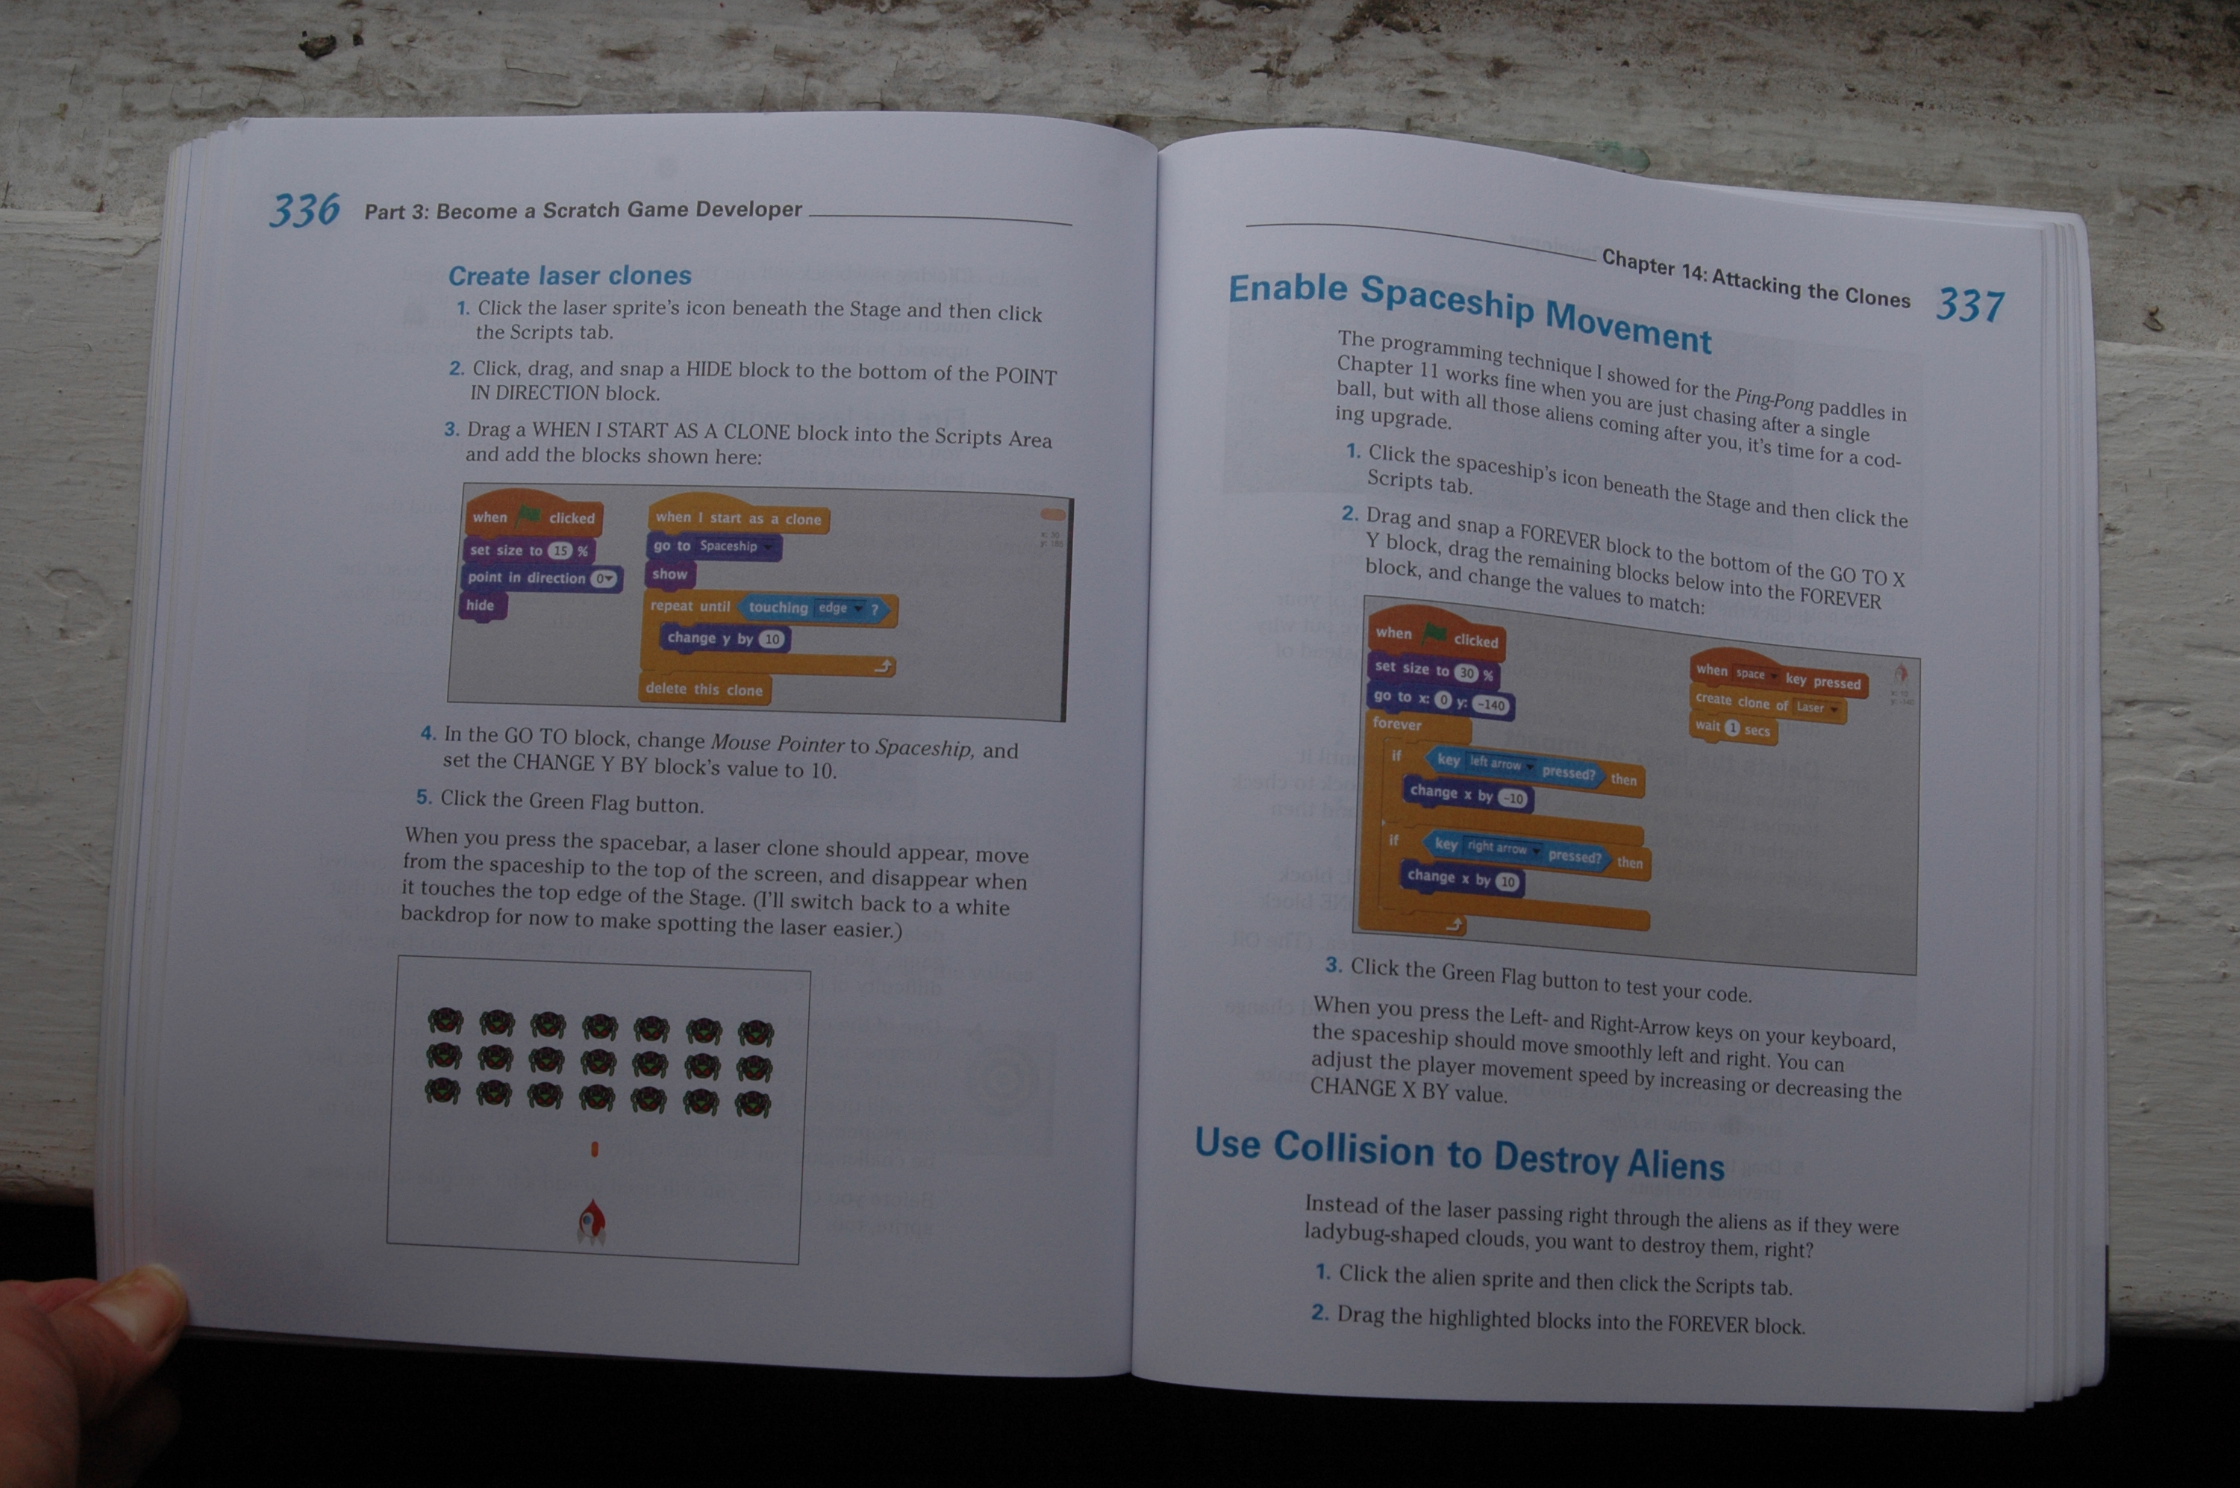 336 Part 3: Become a Scratch Game Developer
Create laser clones
1. Click the laser sprite's icon beneath the Stage and then click
the Scripts tab.
2. Click, drag, and snap a HIDE block to the bottom of the POINT
IN DIRECTION block.
3. Drag a WHEN I START AS A CLONE block into the Scripts Area
and add the blocks shown here:
when clicked
set size to 15 %
point in direction 0
hide
when I start as a clone
go to Spaceship
show
repeat until touching edge ?
change y by 10
delete this clone
4. In the GO TO block, change Mouse Pointer to Spaceship, and
set the CHANGE Y BY block's value to 10.
5. Click the Green Flag button.
When you press the spacebar, a laser clone should appear, move
from the spaceship to the top of the screen, and disappear when
it touches the top edge of the Stage. (I'll switch back to a white
backdrop for now to make spotting the laser easier.)
Chapter 14: Attacking the Clones 337
Enable Spaceship Movement
The programming technique I showed for the Ping-Pong paddles in
Chapter 11 works fine when you are just chasing after a single
ball, but with all those aliens coming after you, it's time for a cod-
ing upgrade.
1. Click the spaceship's icon beneath the Stage and then click the
Scripts tab.
2. Drag and snap a FOREVER block to the bottom of the GO TO X
Y block, drag the remaining blocks below into the FOREVER
block, and change the values to match:
when clicked
set size to 30 %
go to x: 0 y: -140
forever
if key left arrow pressed? then
change x by -10
if key right arrow pressed? then
change x by 10
when space key pressed
create clone of Laser
wait 1 secs
3. Click the Green Flag button to test your code.
When you press the Left- and Right-Arrow keys on your keyboard,
the spaceship should move smoothly left and right. You can
adjust the player movement speed by increasing or decreasing the
CHANGE X BY value.
Use Collision to Destroy Aliens
Instead of the laser passing right through the aliens as if they were
ladybug-shaped clouds, you want to destroy them, right?
1. Click the alien sprite and then click the Scripts tab.
2. Drag the highlighted blocks into the FOREVER block.